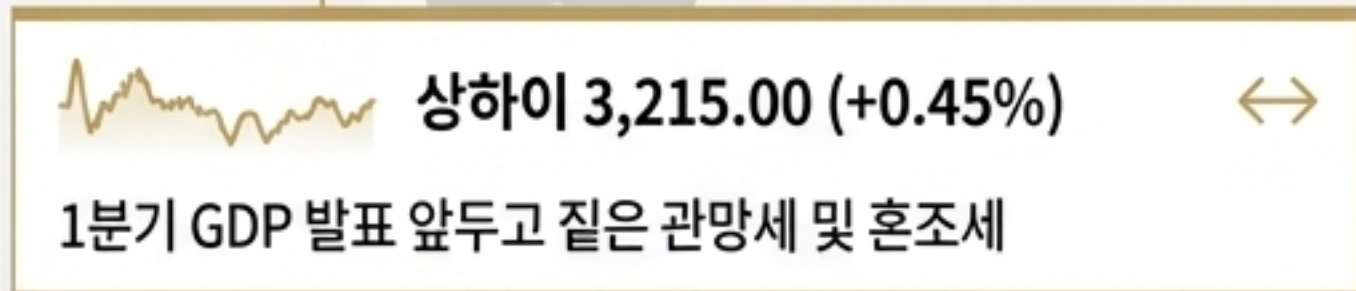 상하이 3,215.00 (+0.45%)
1분기 GDP 발표 앞두고 짙은 관망세 및 혼조세